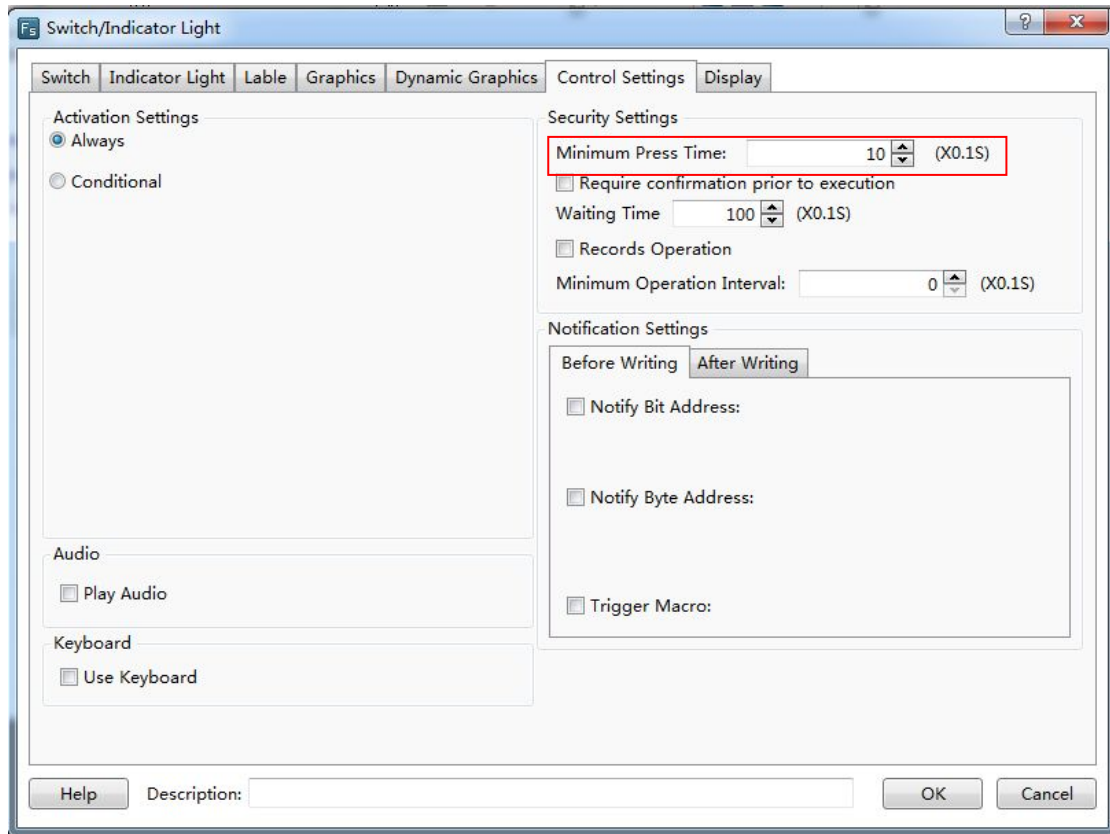 Fs Switch/Indicator Light
Switch Indicator Light Lable Graphics Dynamic Graphics Control Settings Display
Activation Settings
Always
Conditional
Security Settings
Minimum Press Time: 10 (X0.1S)
Require confirmation prior to execution
Waiting Time 100 (X0.1S)
Records Operation
Minimum Operation Interval: 0 (X0.1S)
Notification Settings
Before Writing After Writing
Notify Bit Address:
Notify Byte Address:
Trigger Macro:
Audio
Play Audio
Keyboard
Use Keyboard
Help Description: OK Cancel